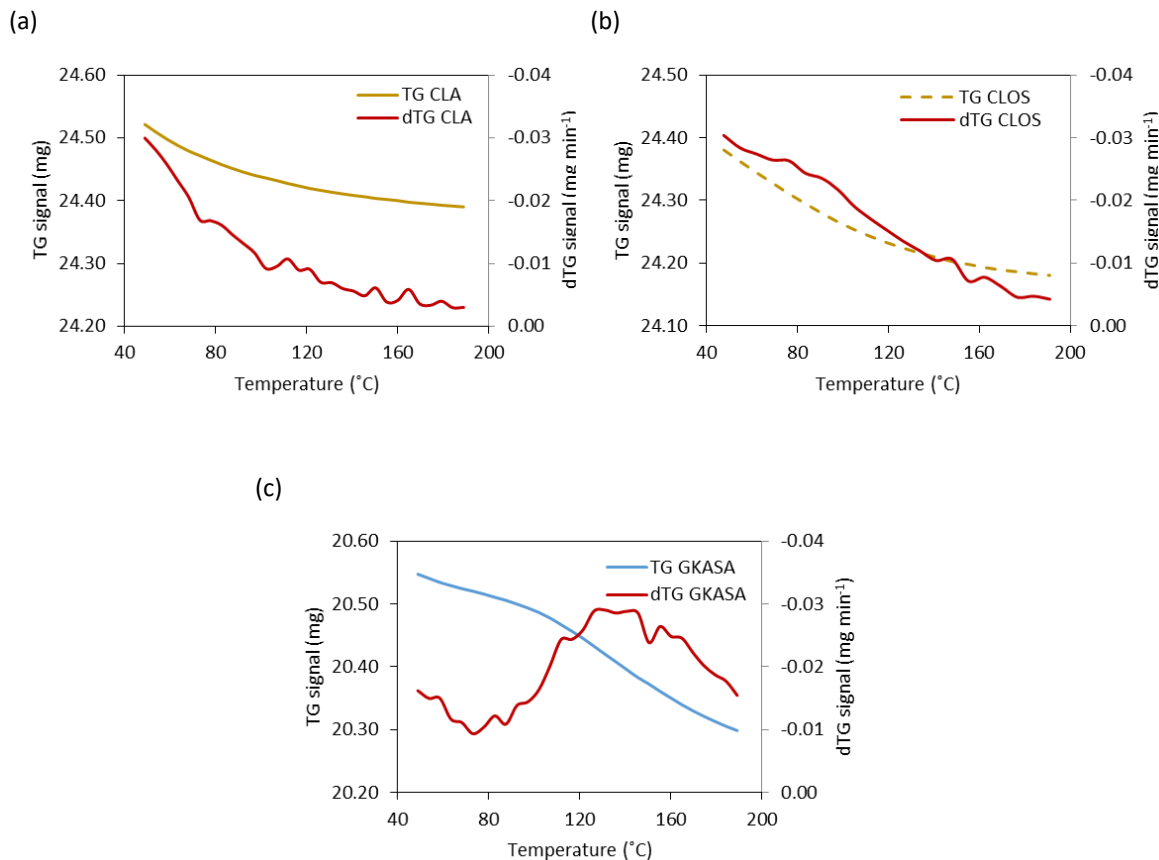 (a)
TG signal (mg)
24.60
24.50
24.40
24.30
24.20
40 80 120 160 200
Temperature (˚C)
-0.04
-0.03
-0.02
-0.01
0.00
dTG signal (mg min-1)
TG CLA
dTG CLA
(b)
TG signal (mg)
24.50
24.40
24.30
24.20
24.10
40 80 120 160 200
Temperature (˚C)
-0.04
-0.03
-0.02
-0.01
0.00
dTG signal (mg min-1)
TG CLOS
dTG CLOS
(c)
TG signal (mg)
20.60
20.50
20.40
20.30
20.20
40 80 120 160 200
Temperature (˚C)
-0.04
-0.03
-0.02
-0.01
0.00
dTG signal (mg min-1)
TG GKASA
dTG GKASA